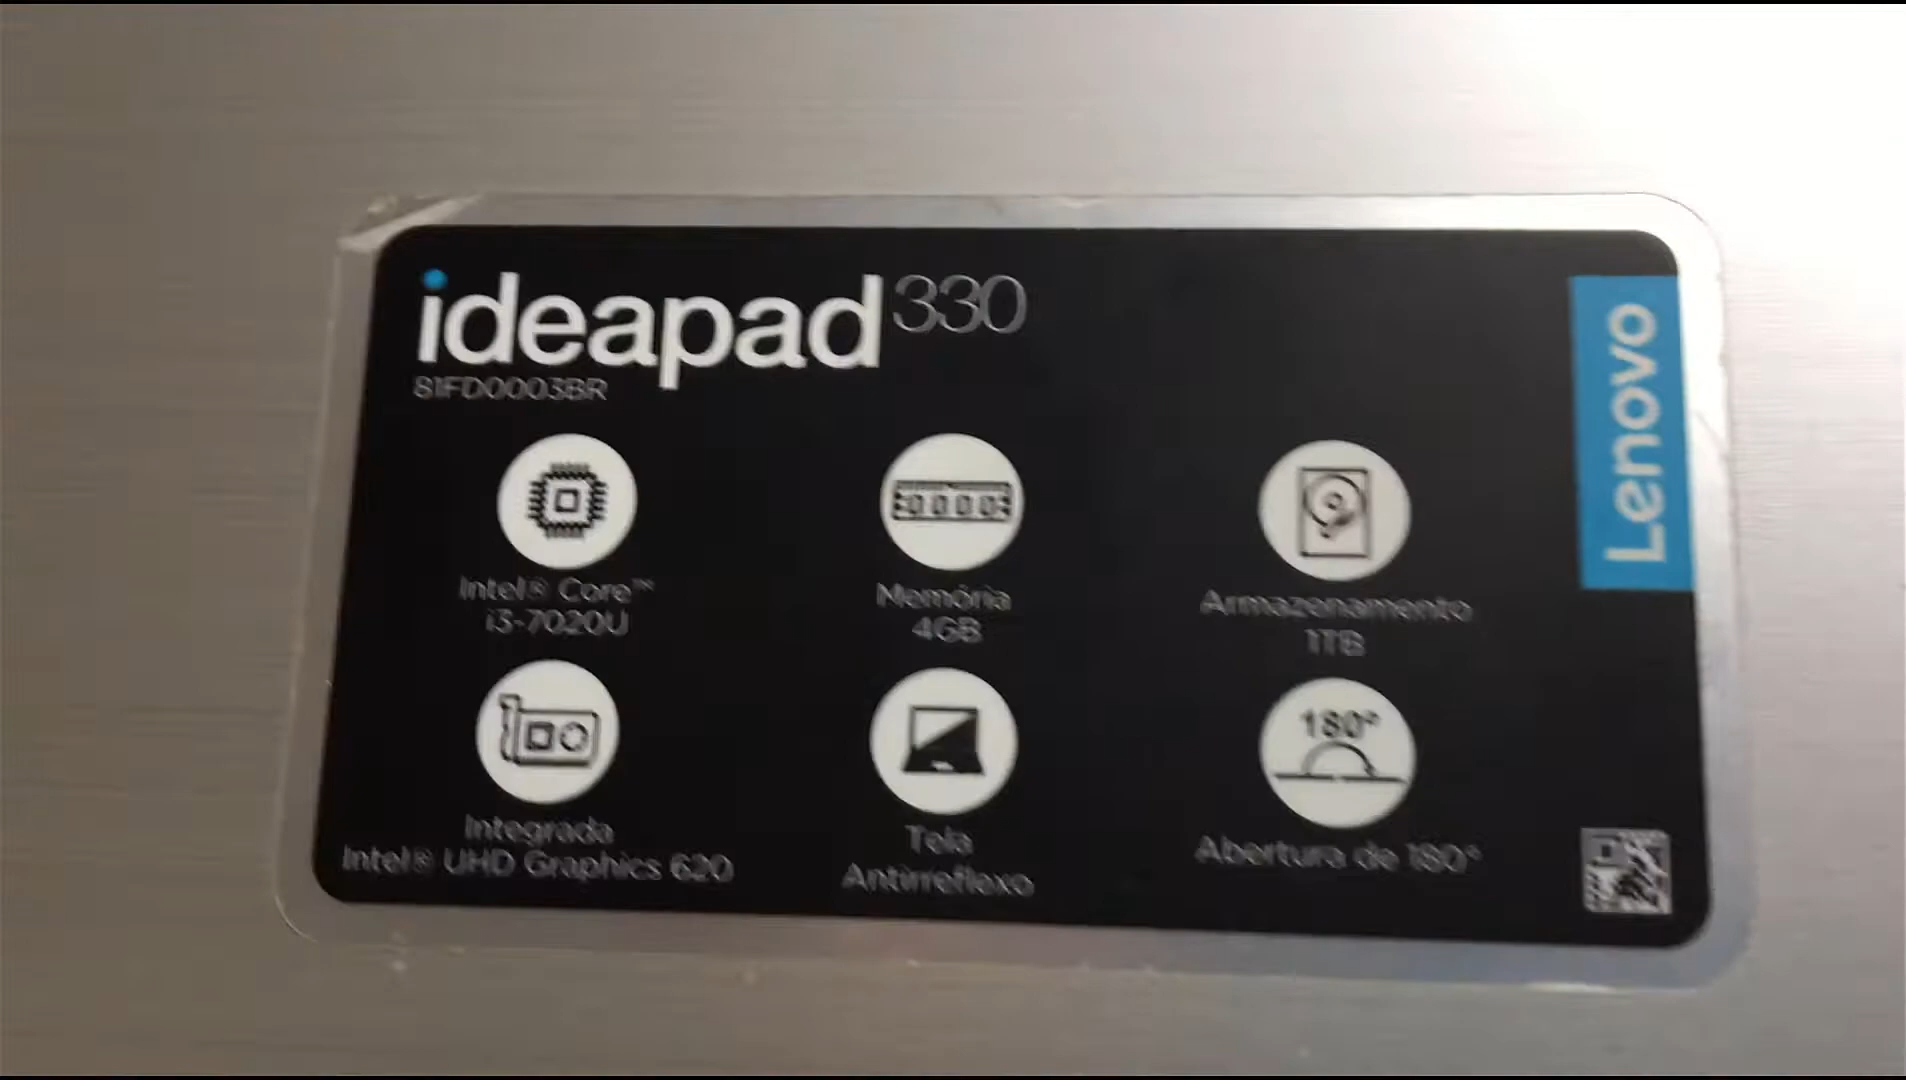 ideapad 330
81FD0003BR
Lenovo
Intel® Core™
i3-7020U
Memória
4GB
Armazenamento
1TB
180°
Integrada
Intel® UHD Graphics 620
Tela
Antirreflexo
Abertura de 180°